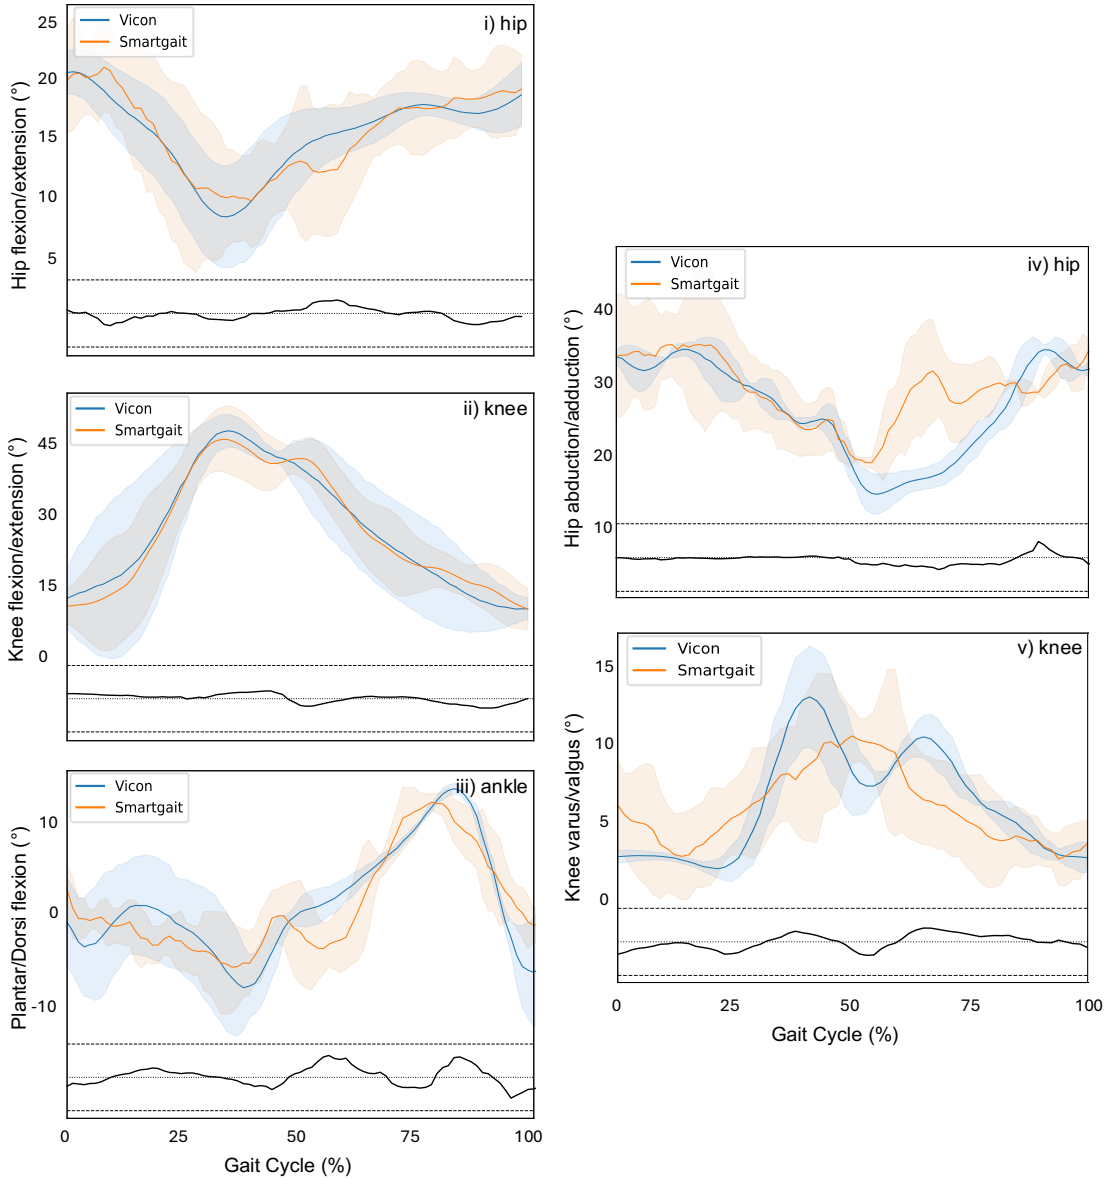 i) hip
Vicon
Smartgait
25
20
15
10
5
Hip flexion/extension (°)
ii) knee
Vicon
Smartgait
45
30
15
0
Knee flexion/extension (°)
iii) ankle
Vicon
Smartgait
10
0
-10
Plantar/Dorsi flexion (°)
0 25 50 75 100
Gait Cycle (%)
iv) hip
Vicon
Smartgait
40
30
20
10
Hip abduction/adduction (°)
v) knee
Vicon
Smartgait
15
10
5
0
Knee varus/valgus (°)
0 25 50 75 100
Gait Cycle (%)